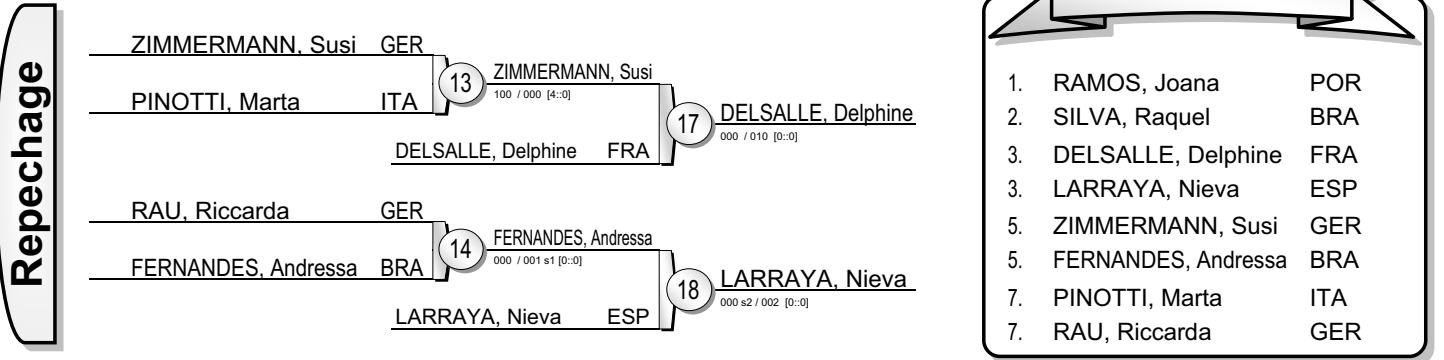 Repechage
ZIMMERMANN, Susi GER
PINOTTI, Marta ITA
13
ZIMMERMANN, Susi
100 / 000 [4::0]
DELSALLE, Delphine FRA
17
DELSALLE, Delphine
000 / 010 [0::0]
RAU, Riccarda GER
FERNANDES, Andressa BRA
14
FERNANDES, Andressa
000 / 001 s1 [0::0]
LARRAYA, Nieva ESP
18
LARRAYA, Nieva
000 s2 / 002 [0::0]
1. RAMOS, Joana POR
2. SILVA, Raquel BRA
3. DELSALLE, Delphine FRA
3. LARRAYA, Nieva ESP
5. ZIMMERMANN, Susi GER
5. FERNANDES, Andressa BRA
7. PINOTTI, Marta ITA
7. RAU, Riccarda GER